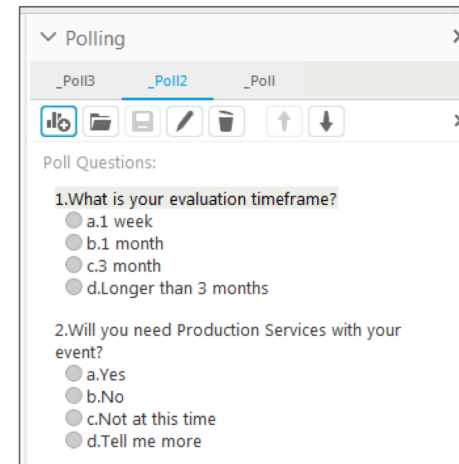 Polling
_Poll3 _Poll2 _Poll
Poll Questions:
1.What is your evaluation timeframe?
a.1 week
b.1 month
c.3 month
d.Longer than 3 months
2.Will you need Production Services with your
event?
a.Yes
b.No
c.Not at this time
d.Tell me more